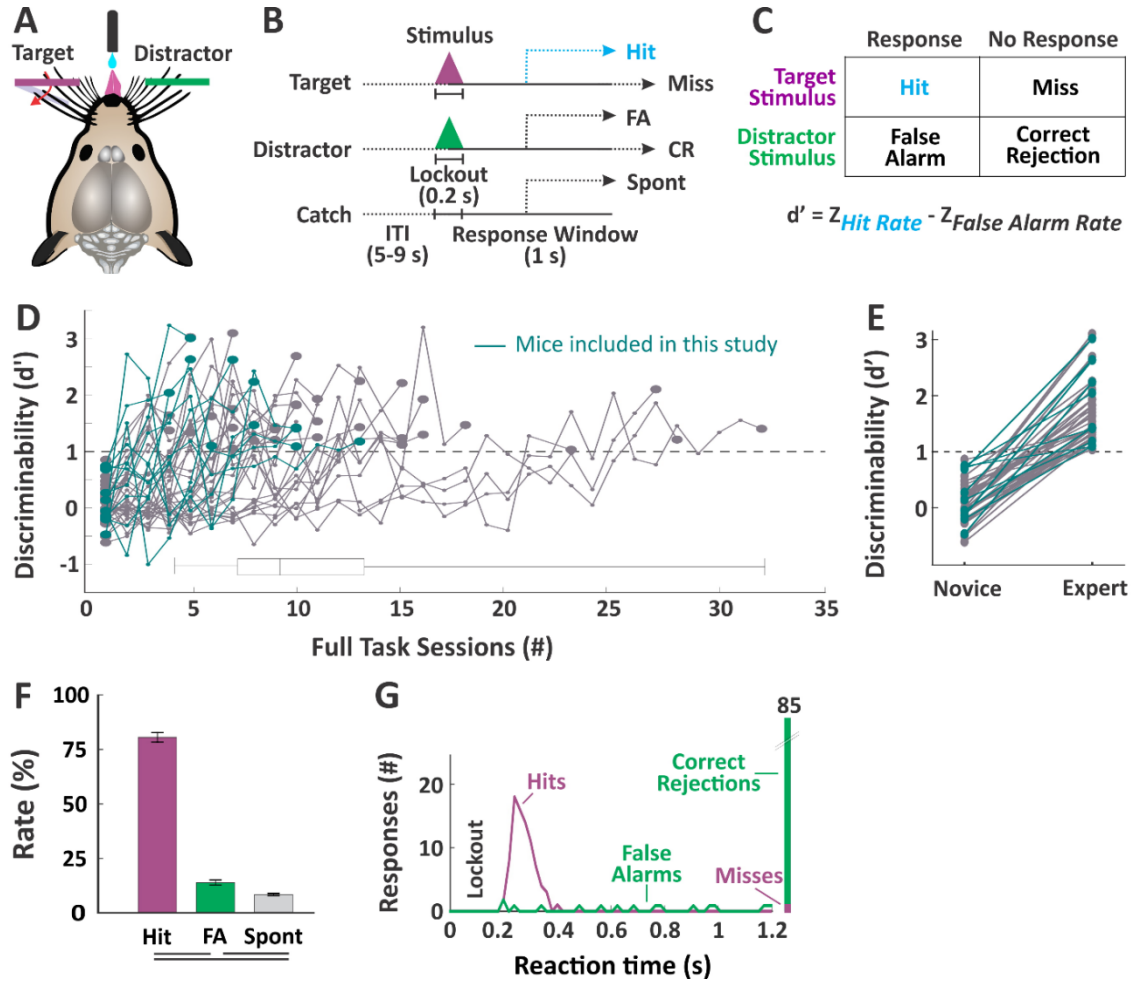 A
Target
Distractor
B
Stimulus
Target
Hit
Miss
Distractor
FA
CR
Lockout
(0.2 s)
Spont
Catch
ITI
(5-9 s)
Response Window
(1 s)
C
Response
No Response
Target
Stimulus
Hit
Miss
Distractor
Stimulus
False
Alarm
Correct
Rejection
d' = Z Hit Rate - Z False Alarm Rate
D
Discriminability (d')
3
2
1
0
-1
Mice included in this study
0
5
10
15
20
25
30
35
Full Task Sessions (#)
E
Discriminability (d’)
3
2
1
0
Novice
Expert
F
Rate (%)
100
75
50
25
0
Hit
FA
Spont
G
Responses (#)
20
10
0
Lockout
Hits
False
Alarms
Correct
Rejections
Misses
85
0
0.2
0.4
0.6
0.8
1.0
1.2
Reaction time (s)